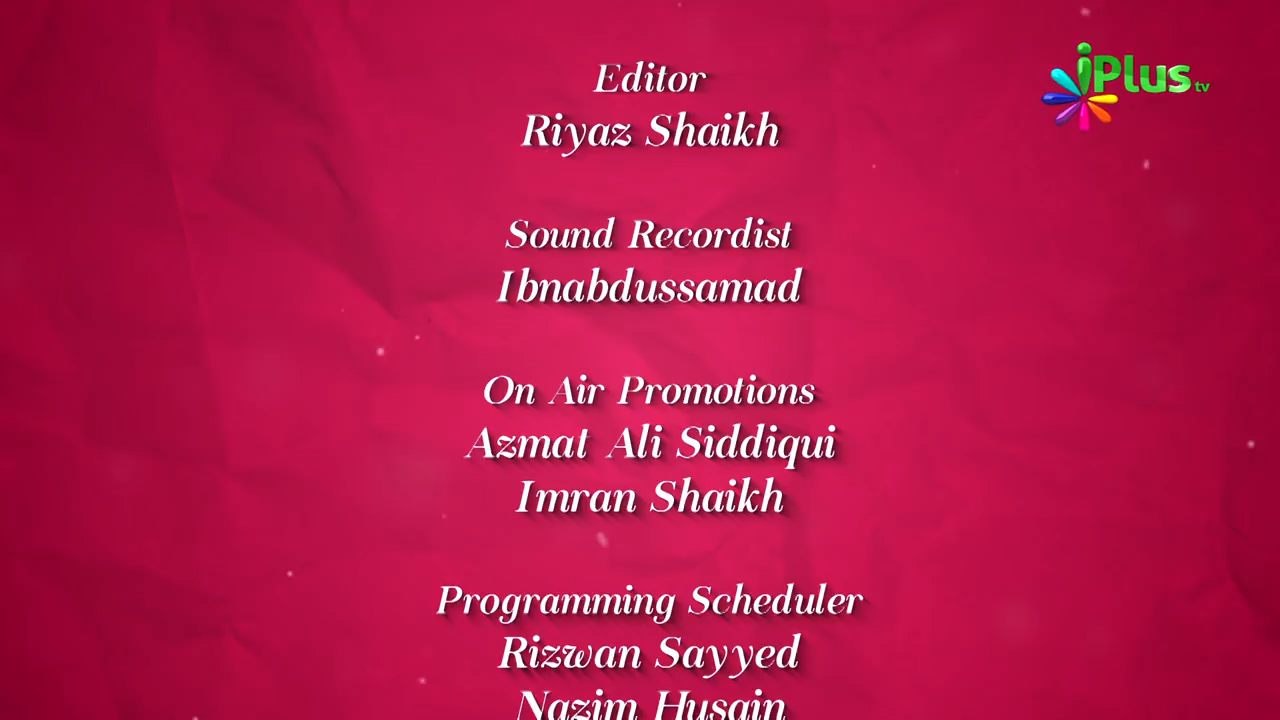 Editor
Riyaz Shaikh
iPlus tv
Sound Recordist
Ibnabdussamad
On Air Promotions
Azmat Ali Siddiqui
Imran Shaikh
Programming Scheduler
Rizwan Sayyed
Nazim Husain